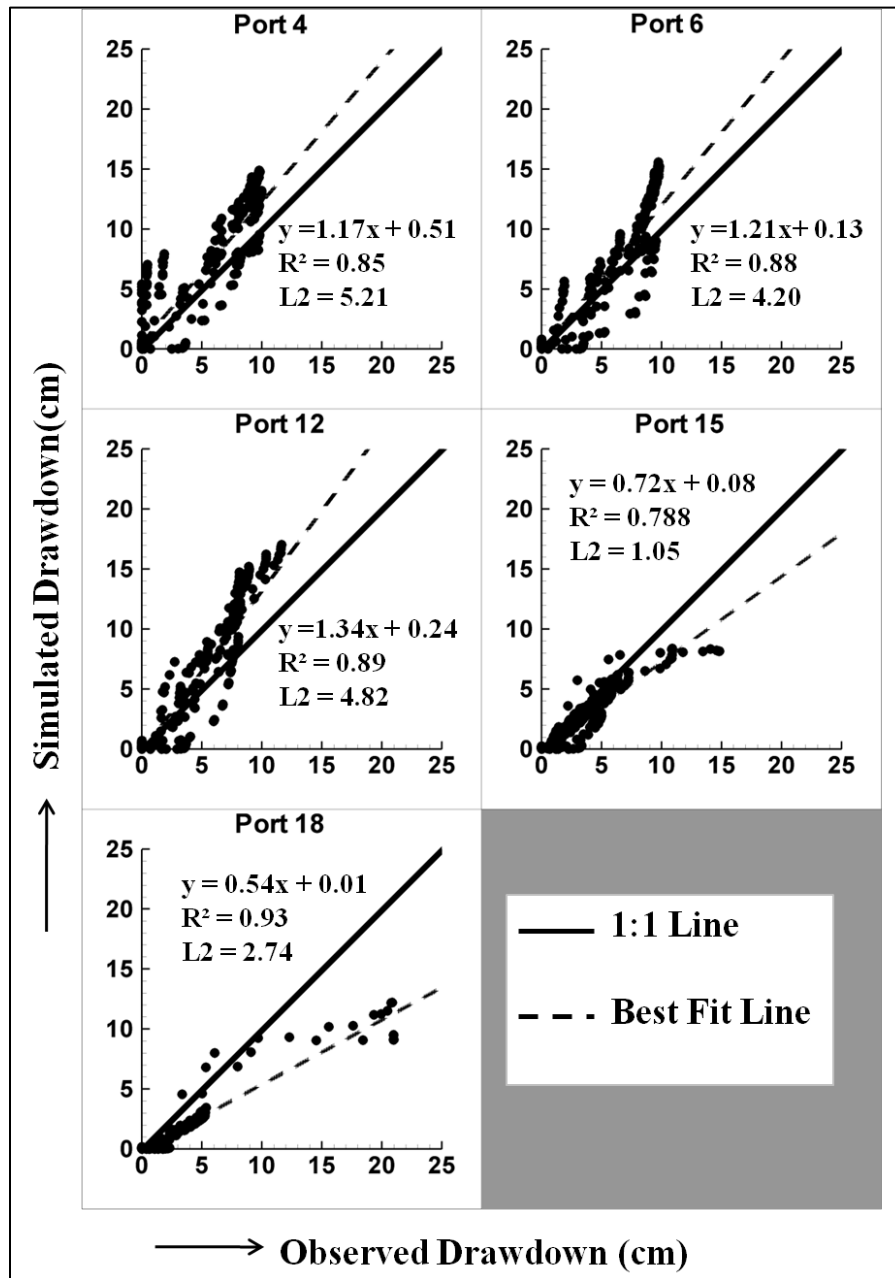 Port 4
25
20
15
10
5
0
0 5 10 15 20 25
y =1.17x + 0.51
R² = 0.85
L2 = 5.21
Port 6
25
20
15
10
5
0
0 5 10 15 20 25
y =1.21x+ 0.13
R² = 0.88
L2 = 4.20
Port 12
25
20
15
10
5
0
0 5 10 15 20 25
y =1.34x + 0.24
R² = 0.89
L2 = 4.82
Port 15
25
20
15
10
5
0
0 5 10 15 20 25
y = 0.72x + 0.08
R² = 0.788
L2 = 1.05
Port 18
25
20
15
10
5
0
0 5 10 15 20 25
y = 0.54x + 0.01
R² = 0.93
L2 = 2.74
1:1 Line
Best Fit Line
Simulated Drawdown(cm)
Observed Drawdown (cm)